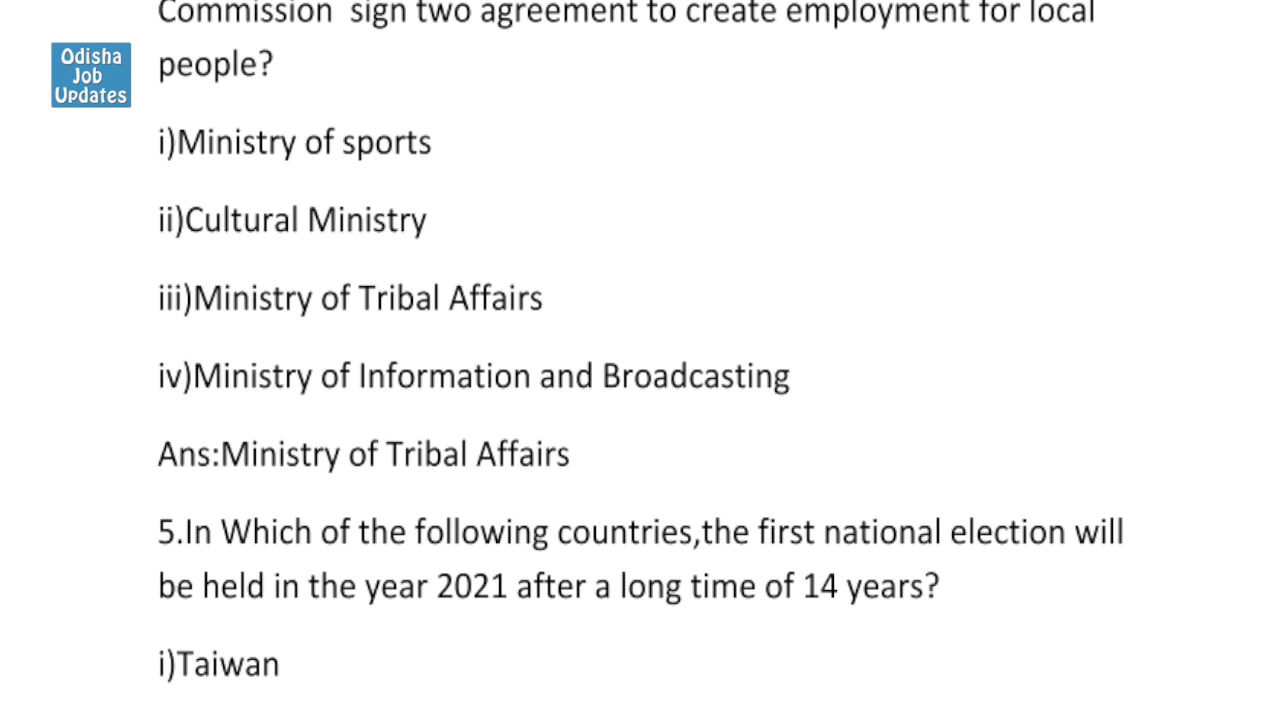 Commission sign two agreement to create employment for local
people?
Odisha
Job
Updates
i)Ministry of sports
ii)Cultural Ministry
iii)Ministry of Tribal Affairs
iv)Ministry of Information and Broadcasting
Ans:Ministry of Tribal Affairs
5.In Which of the following countries,the first national election will
be held in the year 2021 after a long time of 14 years?
i)Taiwan